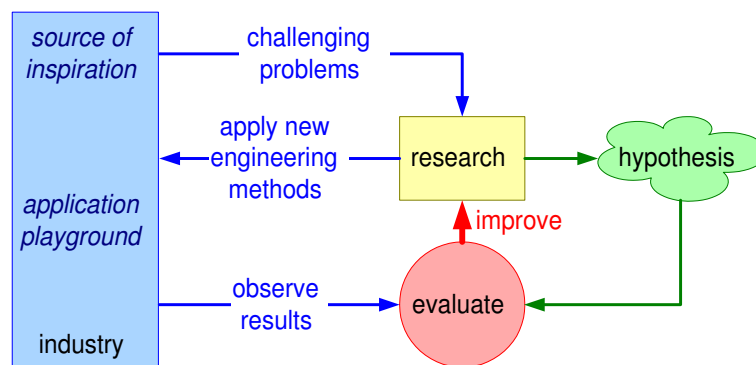 source of
inspiration
challenging
problems
apply new
engineering
methods
research
hypothesis
application
playground
improve
observe
results
evaluate
industry